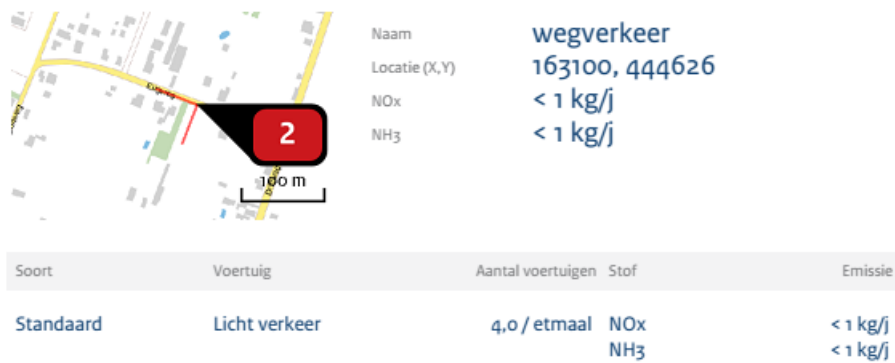 Naam wegverkeer
Locatie (X,Y) 163100, 444626
NOx < 1 kg/j
NH3 < 1 kg/j
2
100 m
Soort Voertuig Aantal voertuigen Stof Emissie
Standaard Licht verkeer 4,0 / etmaal NOx < 1 kg/j
NH3 < 1 kg/j